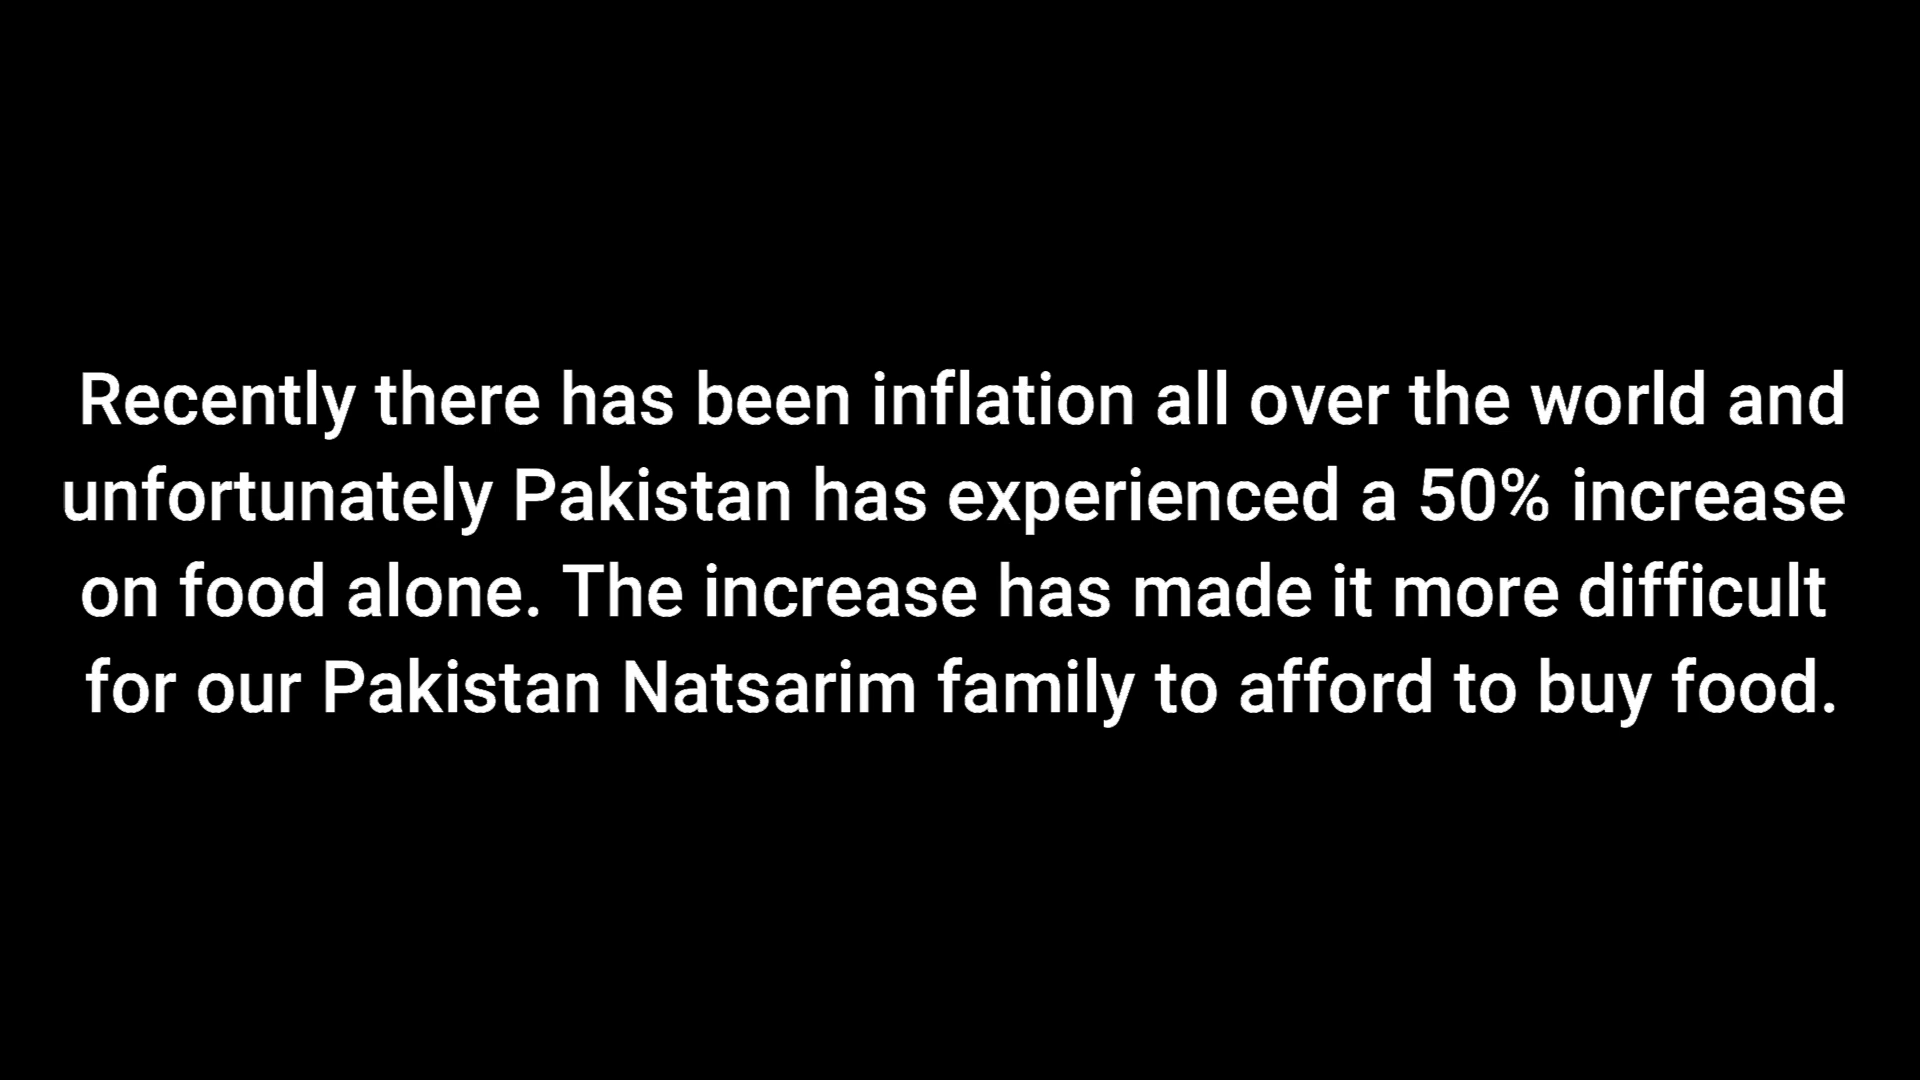 Recently there has been inflation all over the world and
unfortunately Pakistan has experienced a 50% increase
on food alone. The increase has made it more difficult
for our Pakistan Natsarim family to afford to buy food.